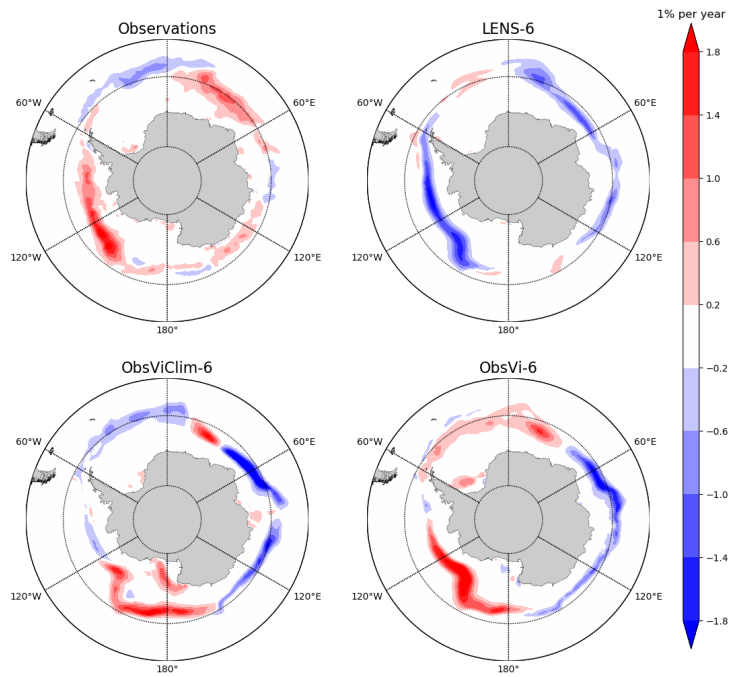 1% per year
Observations
LENS-6
1.8
60°W
60°E
60°W
60°E
1.4
1.0
0.6
120°W
120°E
120°W
120°E
0.2
180°
180°
−0.2
ObsViClim-6
ObsVi-6
−0.6
60°W
60°E
60°W
60°E
−1.0
−1.4
120°W
120°E
120°W
120°E
−1.8
180°
180°